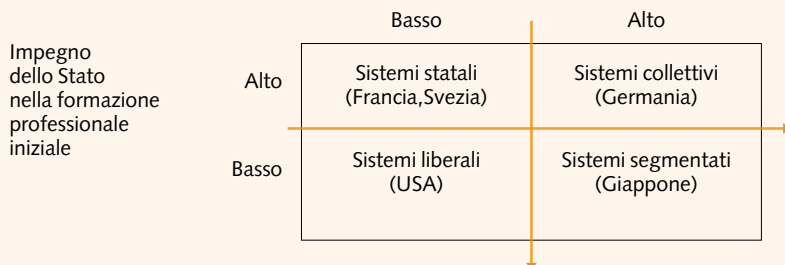 Basso Alto
Impegno
dello Stato
nella formazione
professionale
iniziale
Alto
Sistemi statali
(Francia,Svezia)
Sistemi collettivi
(Germania)
Basso
Sistemi liberali
(USA)
Sistemi segmentati
(Giappone)